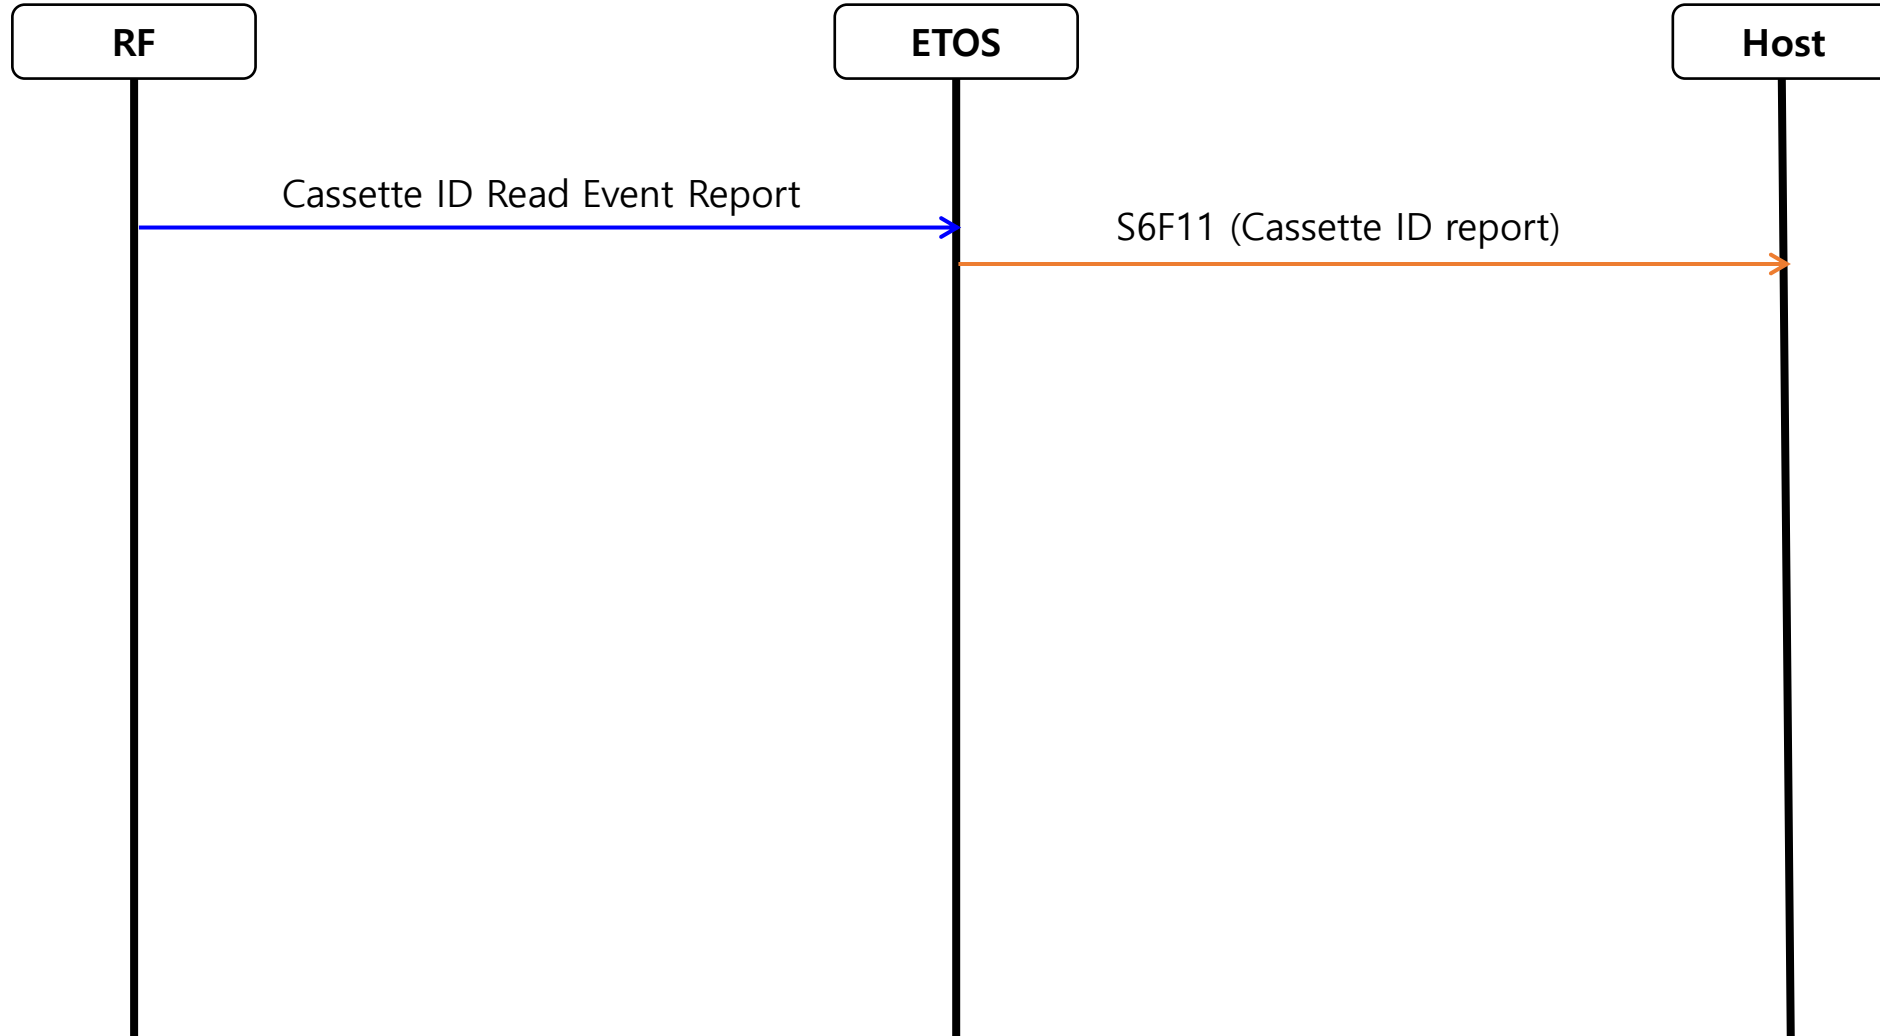 RF
ETOS
Host
Cassette ID Read Event Report
S6F11 (Cassette ID report)